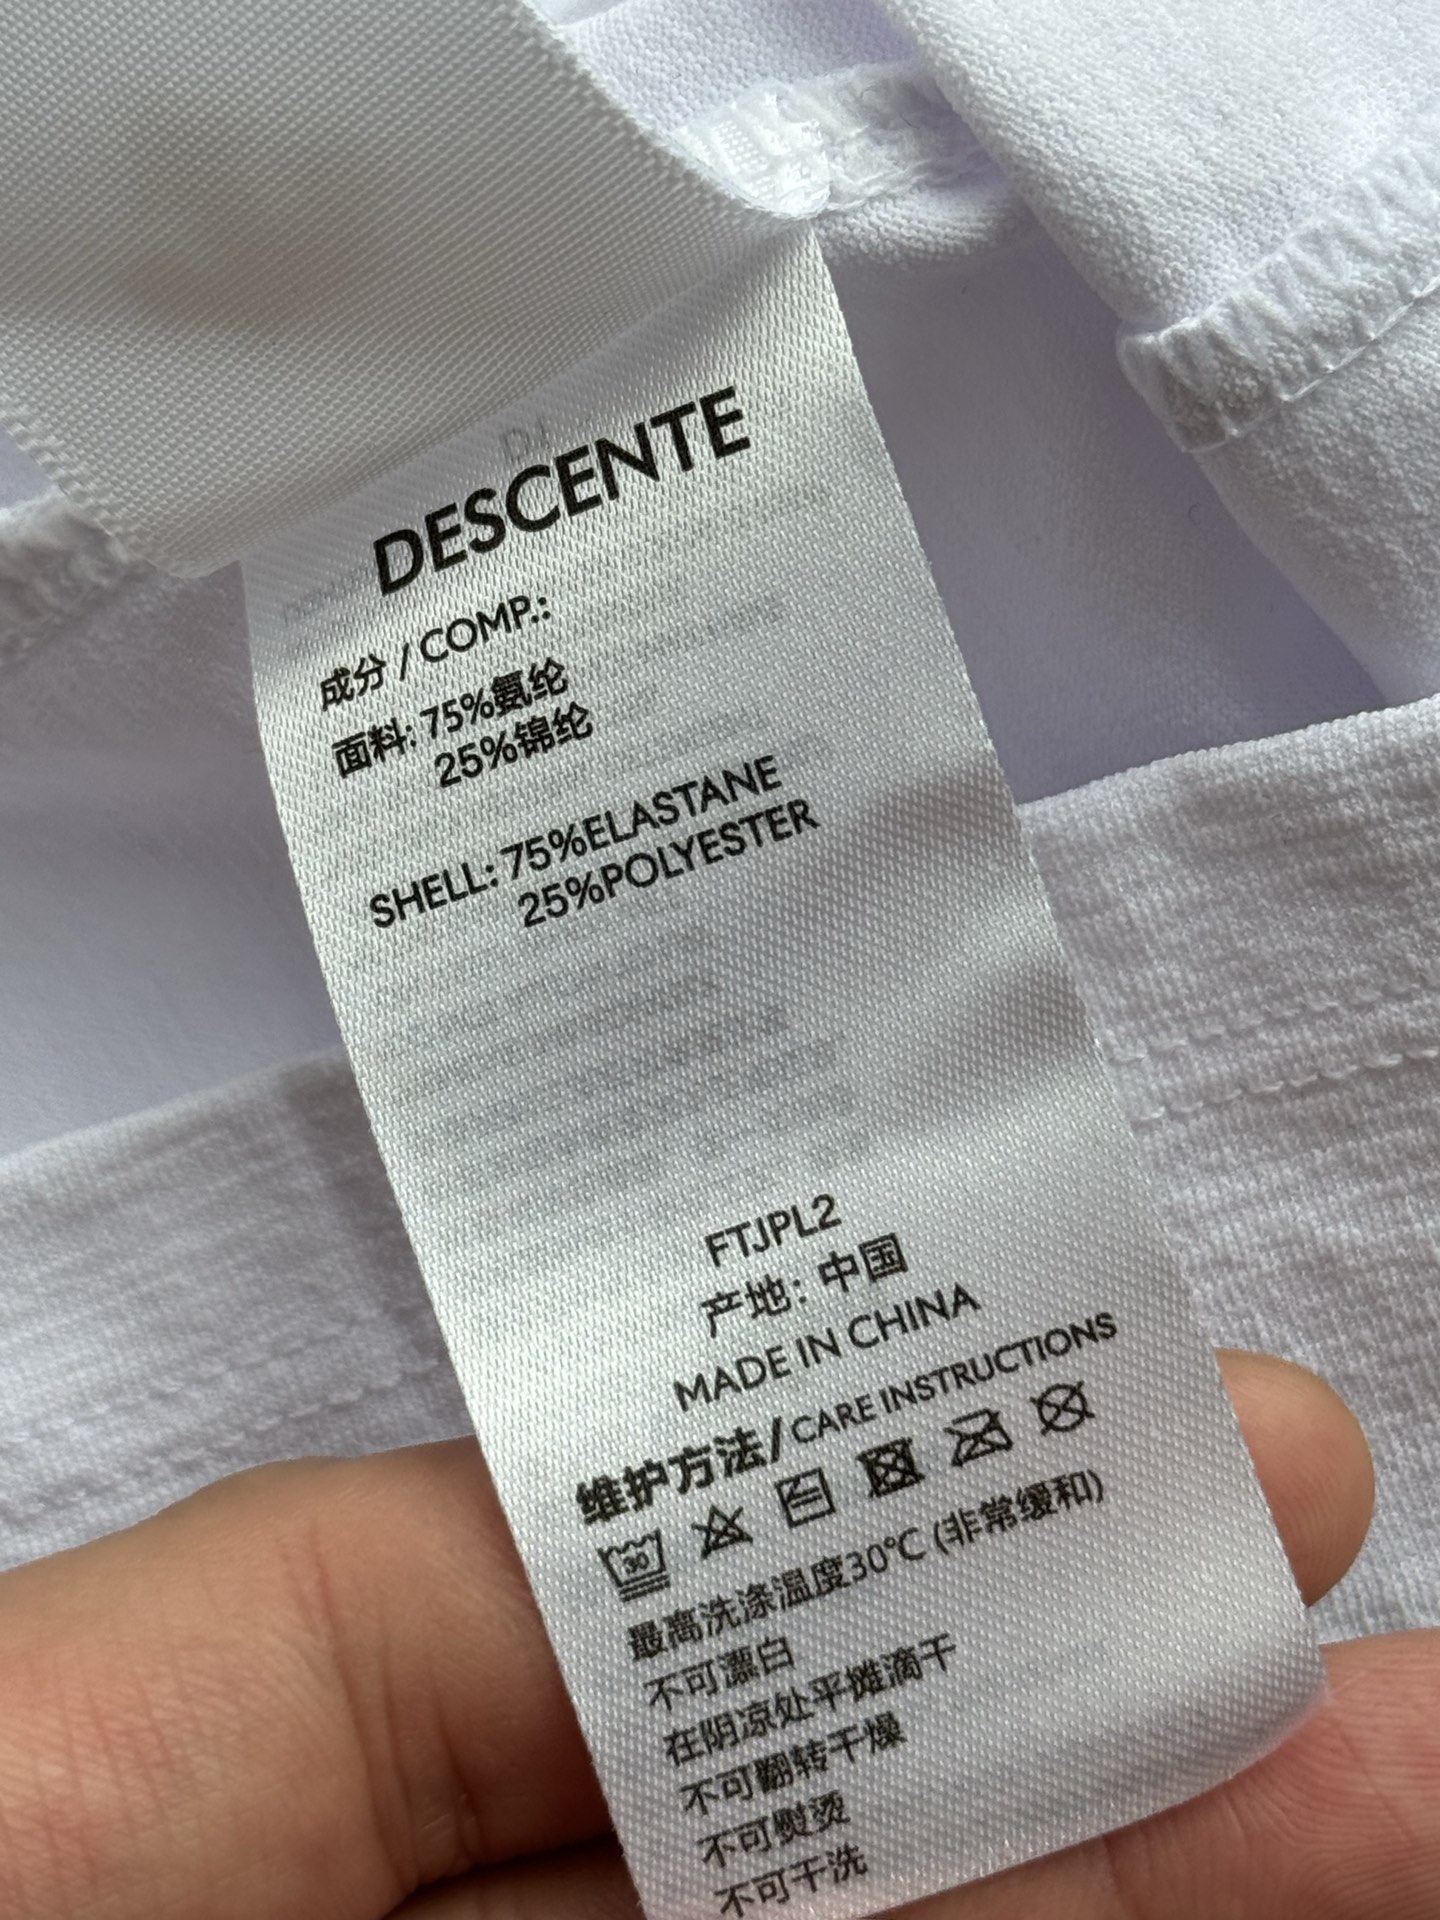 DESCENTE
成分 / COMP.:
面料: 75%氨纶
25%锦纶
SHELL: 75%ELASTANE
25%POLYESTER
FTJPL2
产地: 中国
MADE IN CHINA
维护方法/CARE INSTRUCTIONS
30
最高洗涤温度30°C (非常缓和)
不可漂白
在阴凉处平摊滴干
不可翻转干燥
不可熨烫
不可干洗